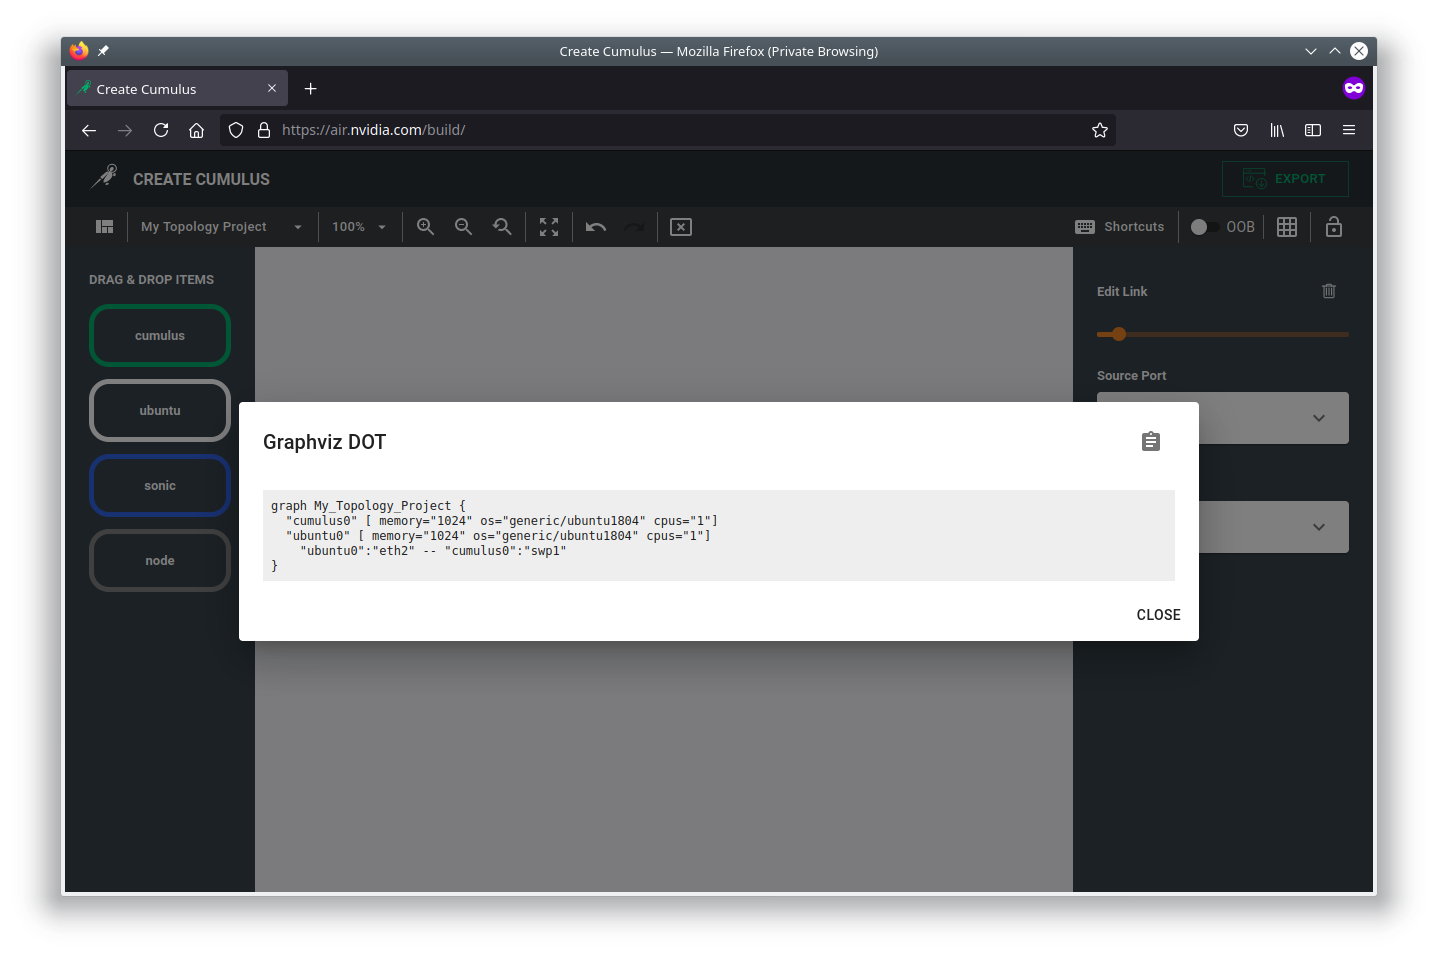 Create Cumulus — Mozilla Firefox (Private Browsing)
Create Cumulus
https://air.nvidia.com/build/
CREATE CUMULUS
EXPORT
My Topology Project
100%
Shortcuts
OOB
DRAG & DROP ITEMS
cumulus
ubuntu
sonic
node
Edit Link
Source Port
Graphviz DOT
graph My_Topology_Project {
"cumulus0" [ memory="1024" os="generic/ubuntu1804" cpus="1"]
"ubuntu0" [ memory="1024" os="generic/ubuntu1804" cpus="1"]
"ubuntu0":"eth2" -- "cumulus0":"swp1"
}
CLOSE